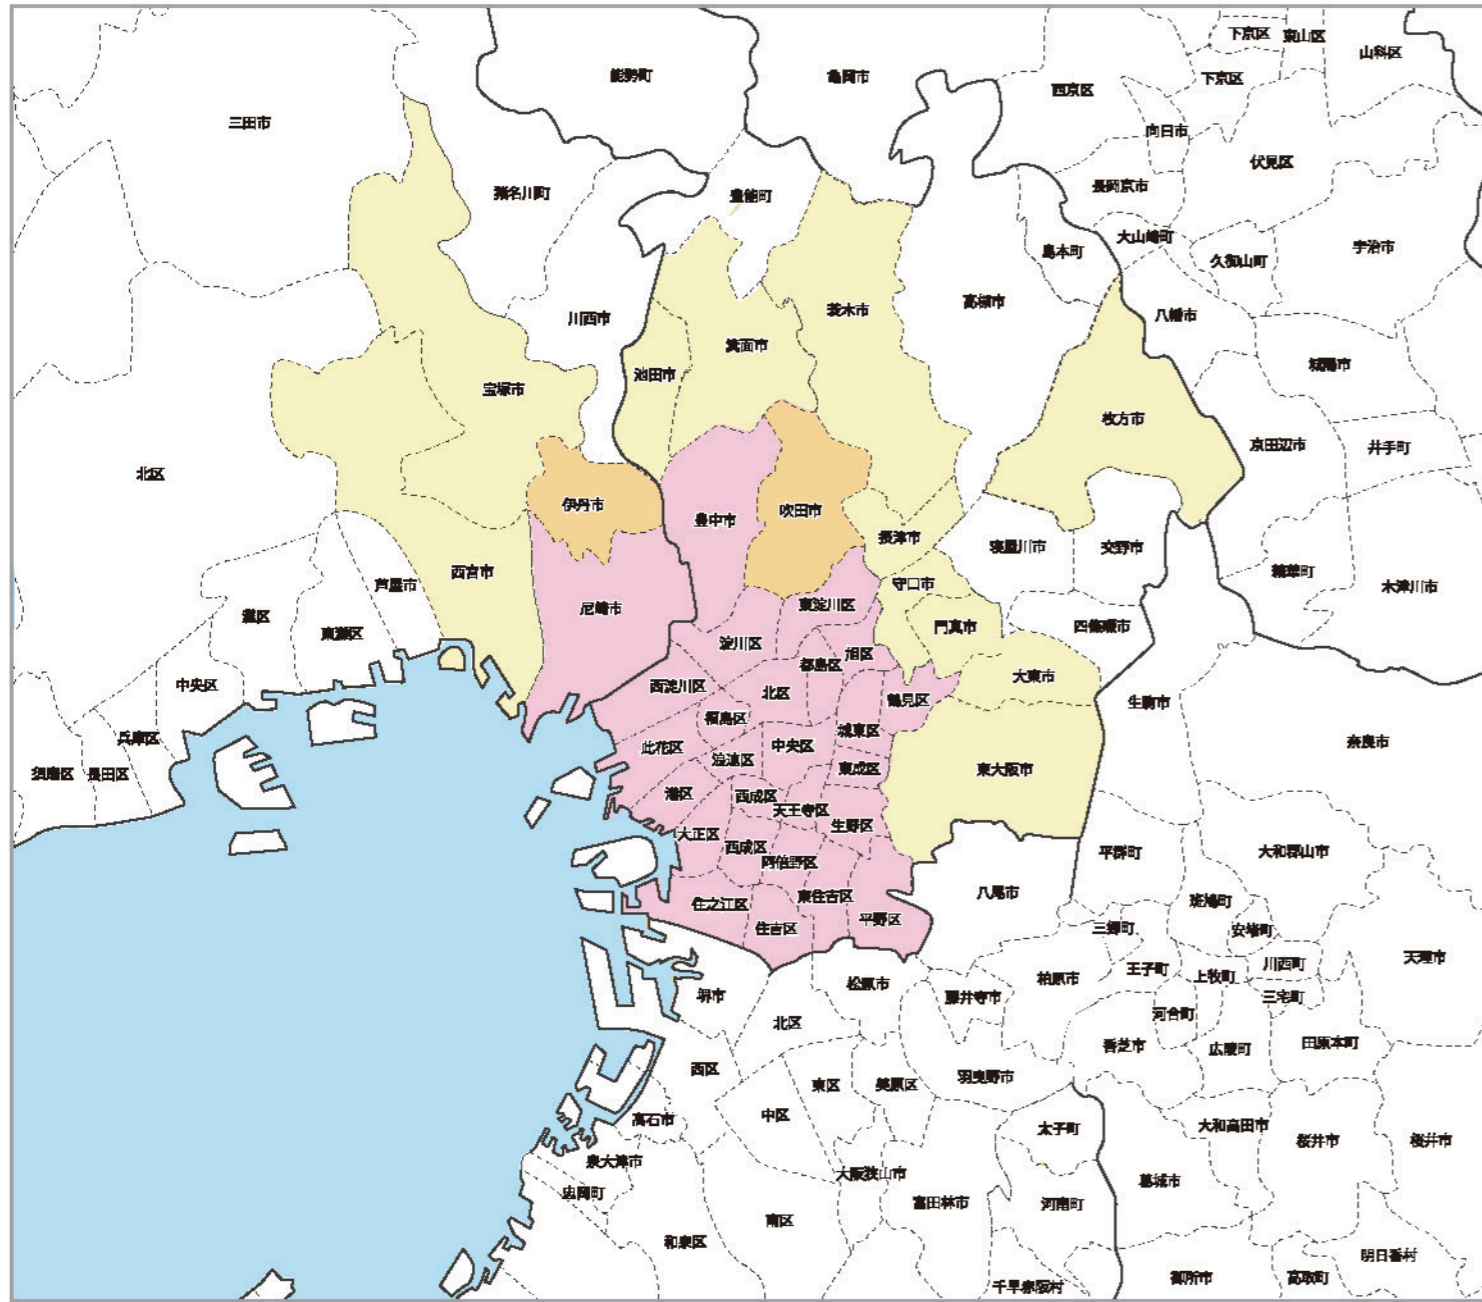 下京区
東山区
山科区
能勢町
亀岡市
西京区
下京区
三田市
向日市
伏見区
長岡京市
猪名川町
豊能町
大山崎町
島本町
久御山町
宇治市
高槻市
茨木市
八幡市
川西市
箕面市
城陽市
池田市
宝塚市
枚方市
京田辺市
井手町
北区
伊丹市
吹田市
豊中市
摂津市
寝屋川市
交野市
西宮市
芦屋市
守口市
精華町
木津川市
尼崎市
東淀川区
灘区
東灘区
門真市
四條畷市
淀川区
旭区
都島区
大東市
中央区
西淀川区
北区
鶴見区
生駒市
福島区
城東区
兵庫区
此花区
中央区
奈良市
浪速区
東成区
東大阪市
須磨区
長田区
港区
西成区
天王寺区
生野区
大正区
西成区
阿倍野区
平群町
大和郡山市
八尾市
東住吉区
斑鳩町
住之江区
平野区
住吉区
三郷町
安堵町
天理市
王子町
上牧町
川西町
柏原市
松原市
堺市
藤井寺市
三宅町
河合町
北区
香芝市
広陵町
田原本町
西区
東区
美原区
羽曳野市
高石市
中区
太子町
大和高田市
桜井市
桜井市
泉大津市
大阪狭山市
葛城市
忠岡町
富田林市
河南町
南区
和泉区
明日香村
千早赤阪村
御所市
高取町